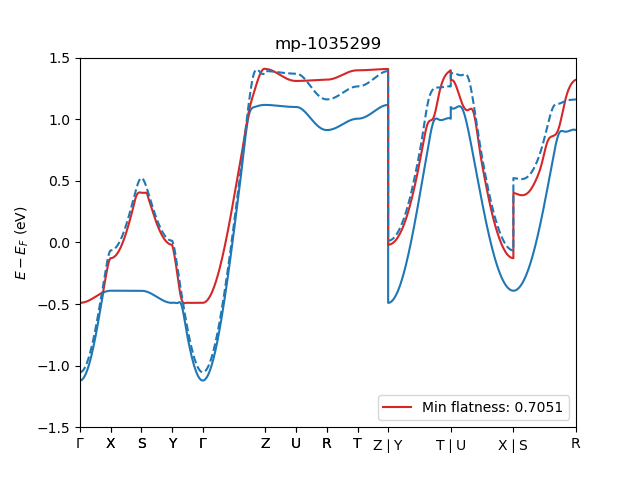 mp-1035299
E − E_F (eV)
1.5
1.0
0.5
0.0
−0.5
−1.0
−1.5
Min flatness: 0.7051
Γ X S Y Γ Z U R T Z | Y T | U X | S R